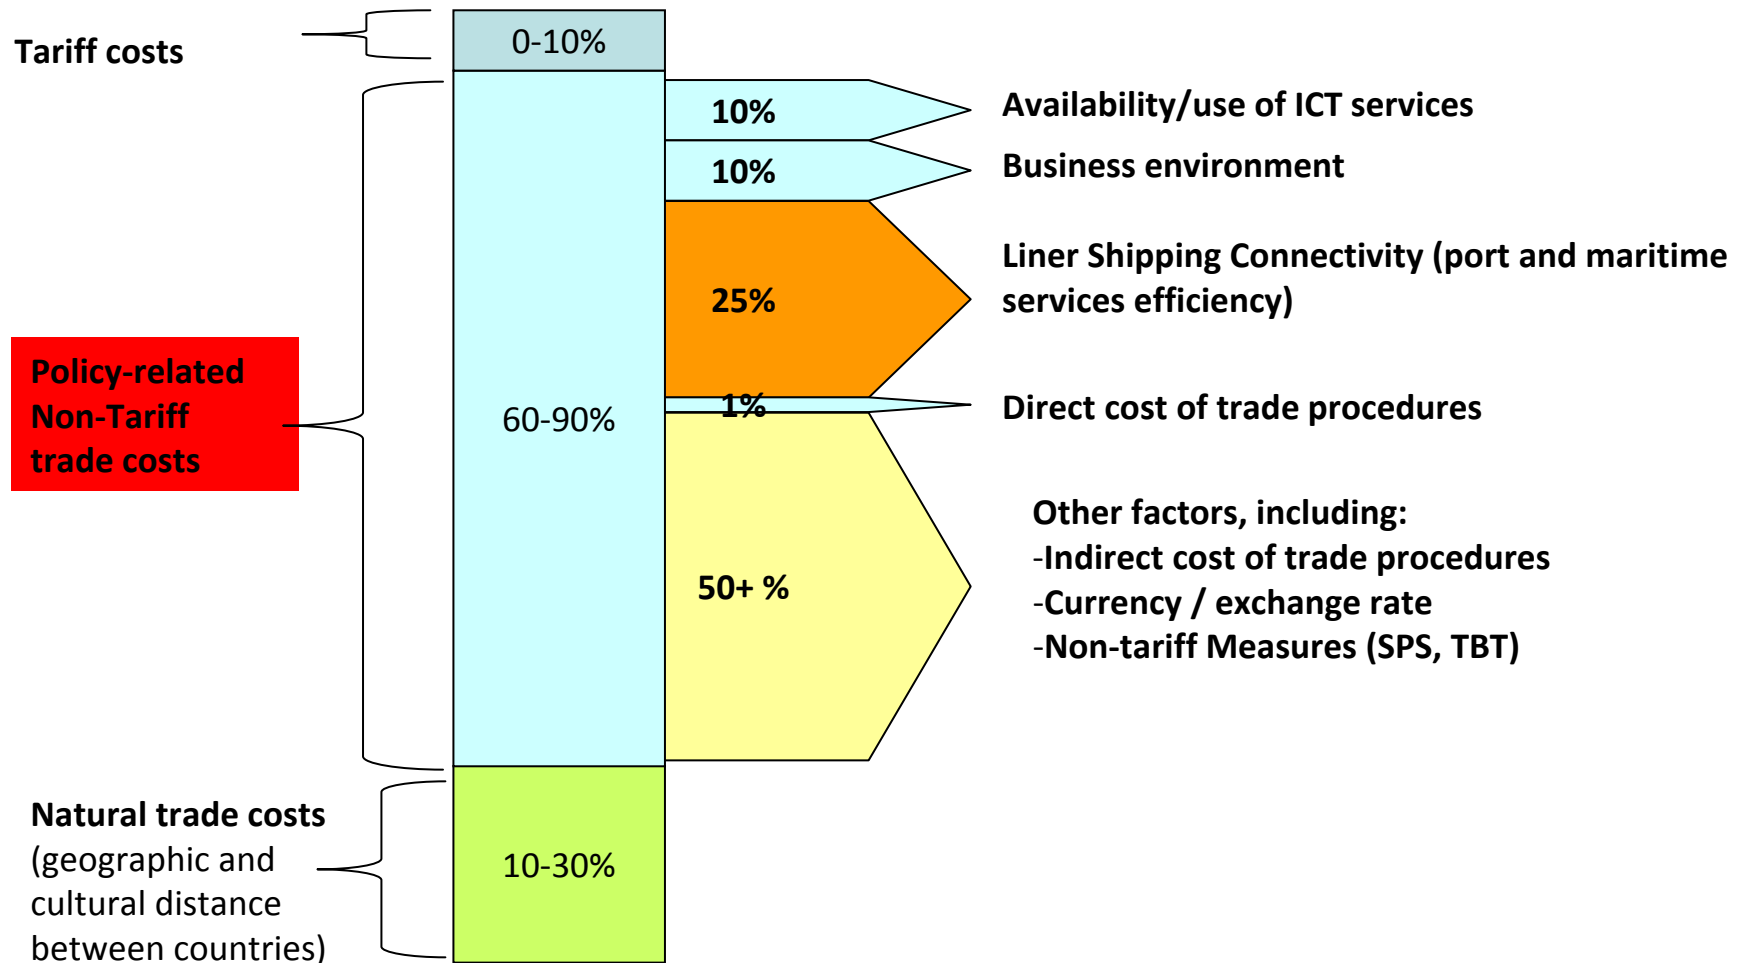 Tariff costs
0-10%
10%
Availability/use of ICT services
10%
Business environment
25%
Liner Shipping Connectivity (port and maritime
services efficiency)
Policy-related
Non-Tariff
trade costs
60-90%
1%
Direct cost of trade procedures
50+ %
Other factors, including:
-Indirect cost of trade procedures
-Currency / exchange rate
-Non-tariff Measures (SPS, TBT)
Natural trade costs
(geographic and
cultural distance
between countries)
10-30%